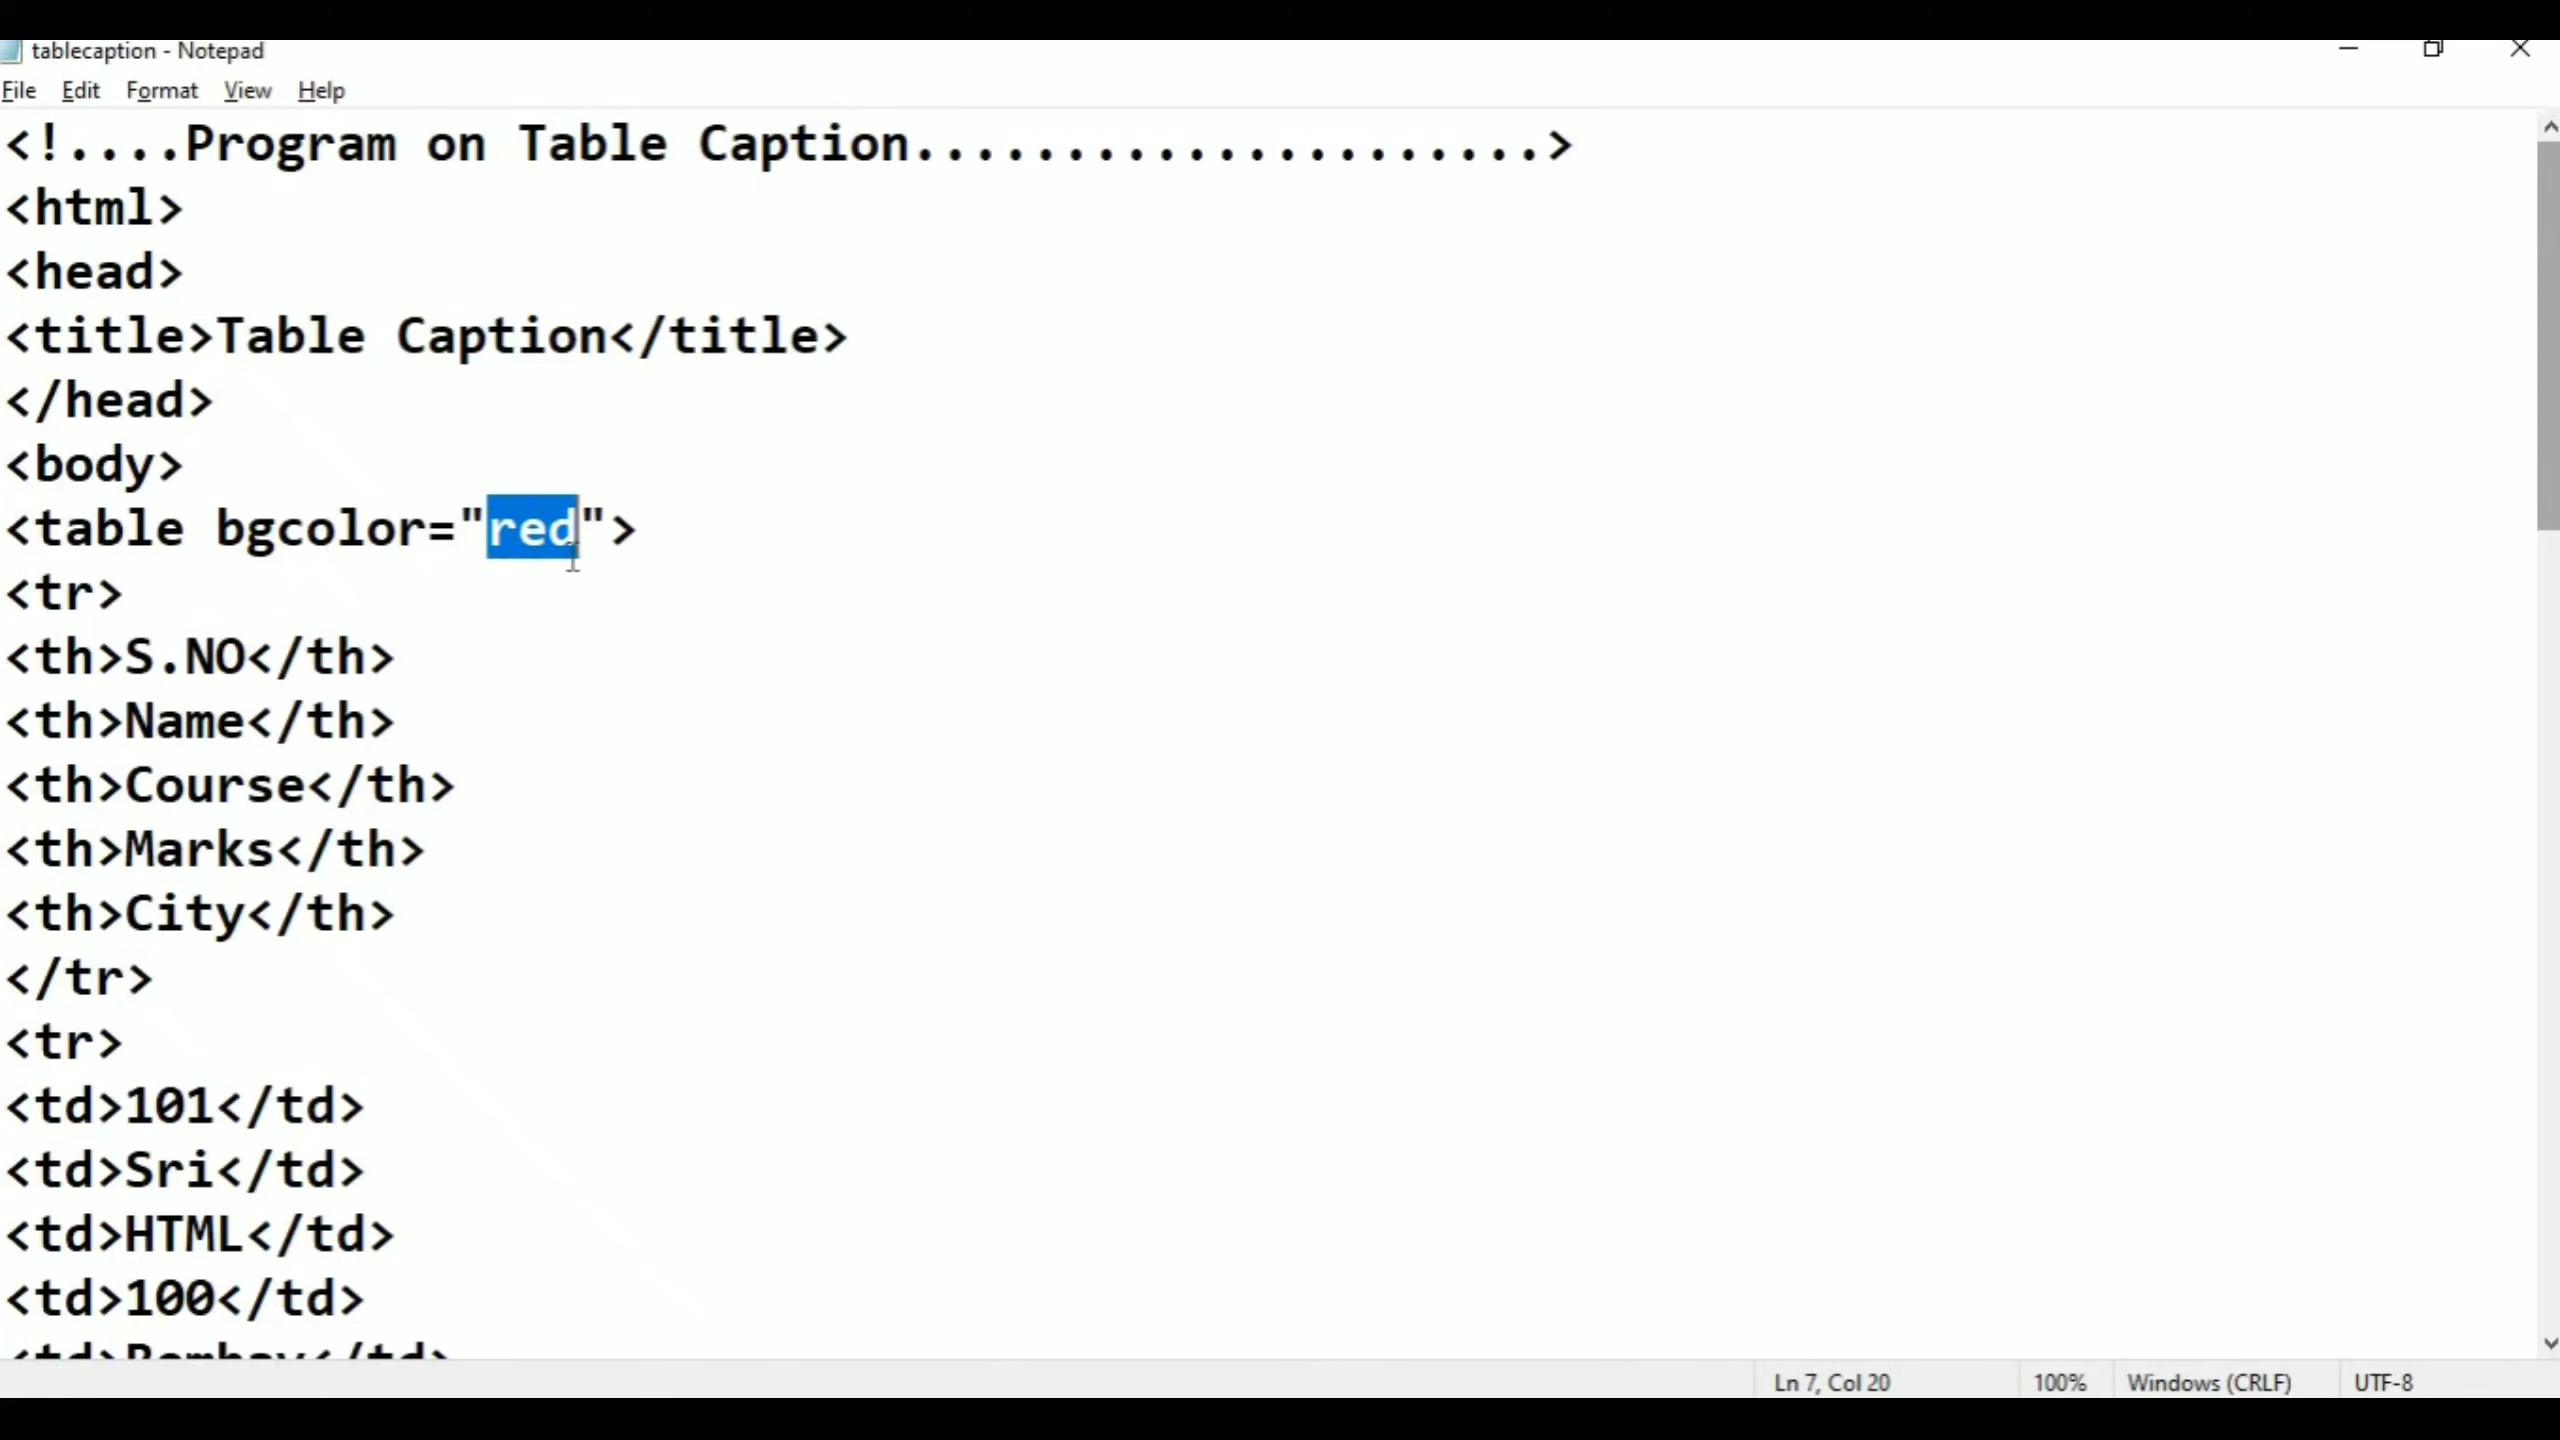 tablecaption - Notepad
File Edit Format View Help
<!....Program on Table Caption.....................>
<html>
<head>
<title>Table Caption</title>
</head>
<body>
<table bgcolor="red">
<tr>
<th>S.NO</th>
<th>Name</th>
<th>Course</th>
<th>Marks</th>
<th>City</th>
</tr>
<tr>
<td>101</td>
<td>Sri</td>
<td>HTML</td>
<td>100</td>
<td>Bombay</td>
Ln 7, Col 20 100% Windows (CRLF) UTF-8